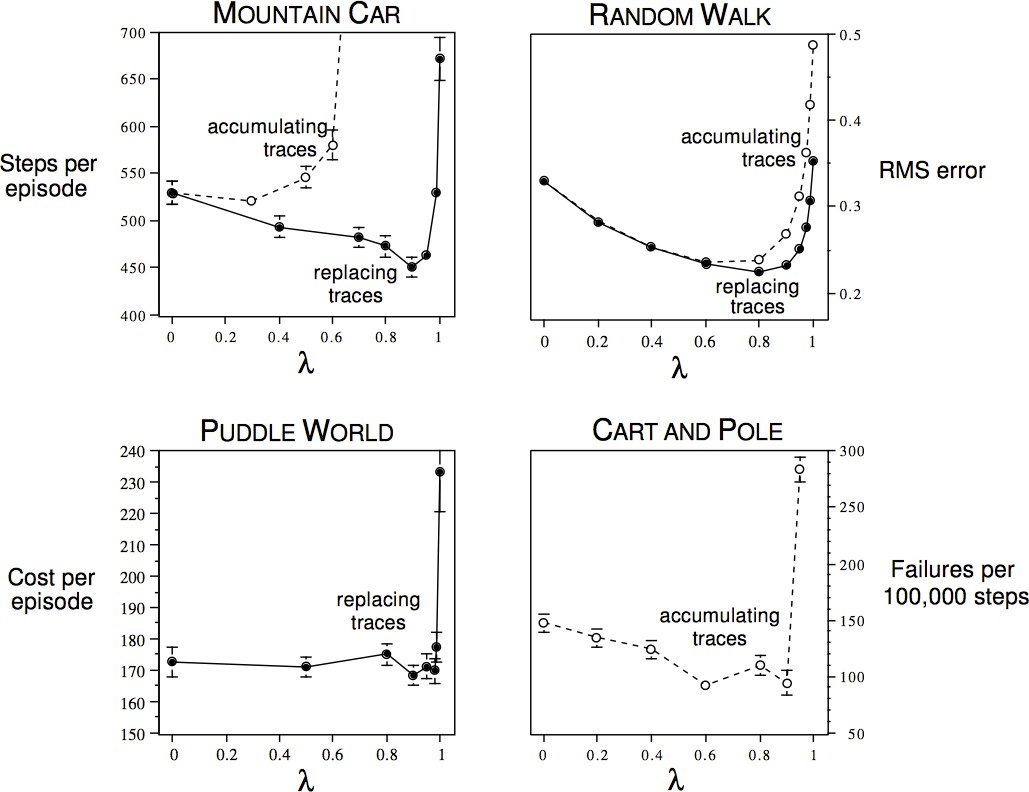 MOUNTAIN CAR
700
650
600
550
500
450
400
Steps per
episode
accumulating
traces
replacing
traces
0 0.2 0.4 0.6 0.8 1
λ
RANDOM WALK
0.5
0.4
0.3
0.2
RMS error
accumulating
traces
replacing
traces
0 0.2 0.4 0.6 0.8 1
λ
PUDDLE WORLD
240
230
220
210
200
190
180
170
160
150
Cost per
episode
replacing
traces
0 0.2 0.4 0.6 0.8 1
λ
CART AND POLE
300
250
200
150
100
50
Failures per
100,000 steps
accumulating
traces
0 0.2 0.4 0.6 0.8 1
λ